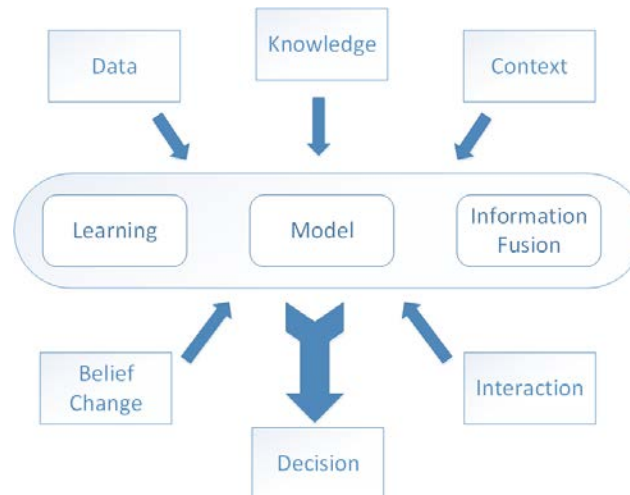 Knowledge
Data
Context
Learning
Model
Information
Fusion
Belief
Change
Interaction
Decision